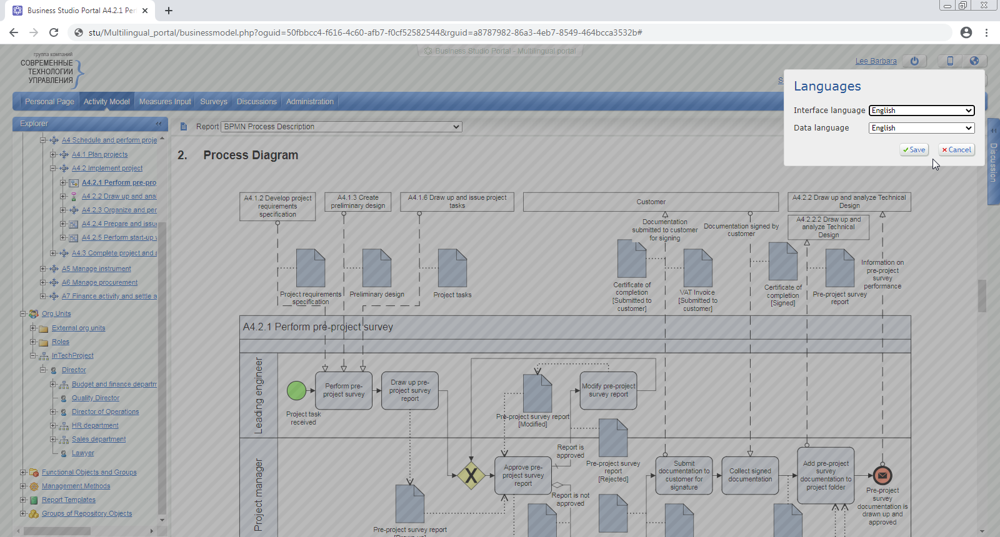 Business Studio Portal A4.2.1 Per
stu/Multilingual_portal/businessmodel.php?oguid=50fbbcc4-f616-4c60-afb7-f0cf52582544&rguid=a8787982-86a3-4eb7-8549-464bcca3532b#
группа компаний
СОВРЕМЕННЫЕ
ТЕХНОЛОГИИ
УПРАВЛЕНИЯ
Business Studio Portal - Multilingual portal
Lee Barbara
Personal Page
Activity Model
Measures Input
Surveys
Discussions
Administration
Languages
Interface language
English
Data language
English
Save
Cancel
Discussion
Explorer
A4 Schedule and perform proje
A4.1 Plan projects
A4.2 Implement project
A4.2.1 Perform pre-pro
A4.2.2 Draw up and ana
A4.2.3 Organize and per
A4.2.4 Prepare and issu
A4.2.5 Perform start-up
A4.3 Complete project and a
A5 Manage instrument
A6 Manage procurement
A7 Finance activity and settle a
Org Units
External org units
Roles
InTechProject
Director
Budget and finance departm
Quality Director
Director of Operations
HR department
Sales department
Lawyer
Functional Objects and Groups
Management Methods
Report Templates
Groups of Repository Objects
Report
BPMN Process Description
2. Process Diagram
A4.1.2 Develop project
requirements
specification
A4.1.3 Create
preliminary design
A4.1.6 Draw up and issue project
tasks
Customer
A4.2.2 Draw up and analyze Technical
Design
A4.2.2.2 Draw up and
analyze Technical
Design
Documentation
submitted to customer
for signing
Documentation signed by
customer
Information on
pre-project
survey
performance
Project requirements
specification
Preliminary design
Project tasks
Certificate of
completion
[Submitted to
customer]
VAT Invoice
[Submitted to
customer]
Certificate of
completion
[Signed]
Pre-project survey
report
A4.2.1 Perform pre-project survey
Leading engineer
Project task
received
Perform pre-
project survey
Draw up pre-
project survey
report
Pre-project survey report
[Modified]
Modify pre-project
survey report
Project manager
X
Approve pre-
project survey
report
Report is
approved
Report is not
approved
Pre-project survey
report
[Rejected]
Submit
documentation to
customer for
signature
Collect signed
documentation
Add pre-project
survey
documentation to
project folder
Pre-project
survey
documentation is
drawn up and
approved
Pre-project survey report